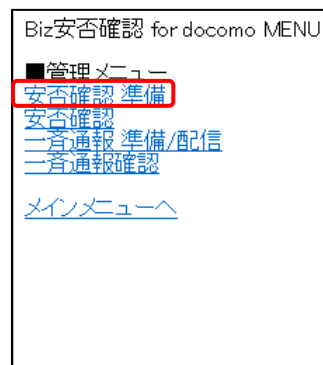 Biz安否確認 for docomo MENU
■管理メニュー
安否確認 準備
安否確認
一斉通報 準備/配信
一斉通報確認
メインメニューへ